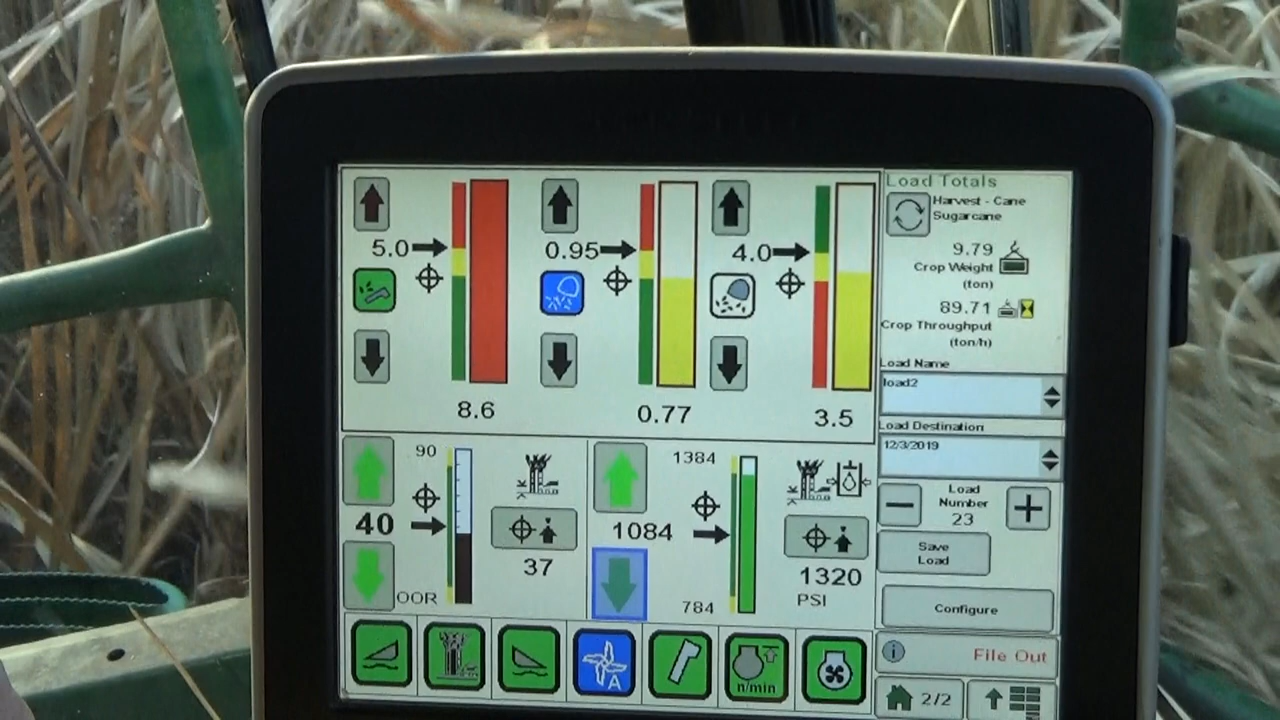 5.0
0.95
4.0
8.6
0.77
3.5
90
40
OOR
37
1384
1084
784
1320
PSI
A
n/min
Load Totals
Harvest - Cane
Sugarcane
9.79
Crop Weight
(ton)
89.71
Crop Throughput
(ton/h)
Load Name
load2
Load Destination
12/3/2019
Load
Number
23
Save
Load
Configure
File Out
2/2